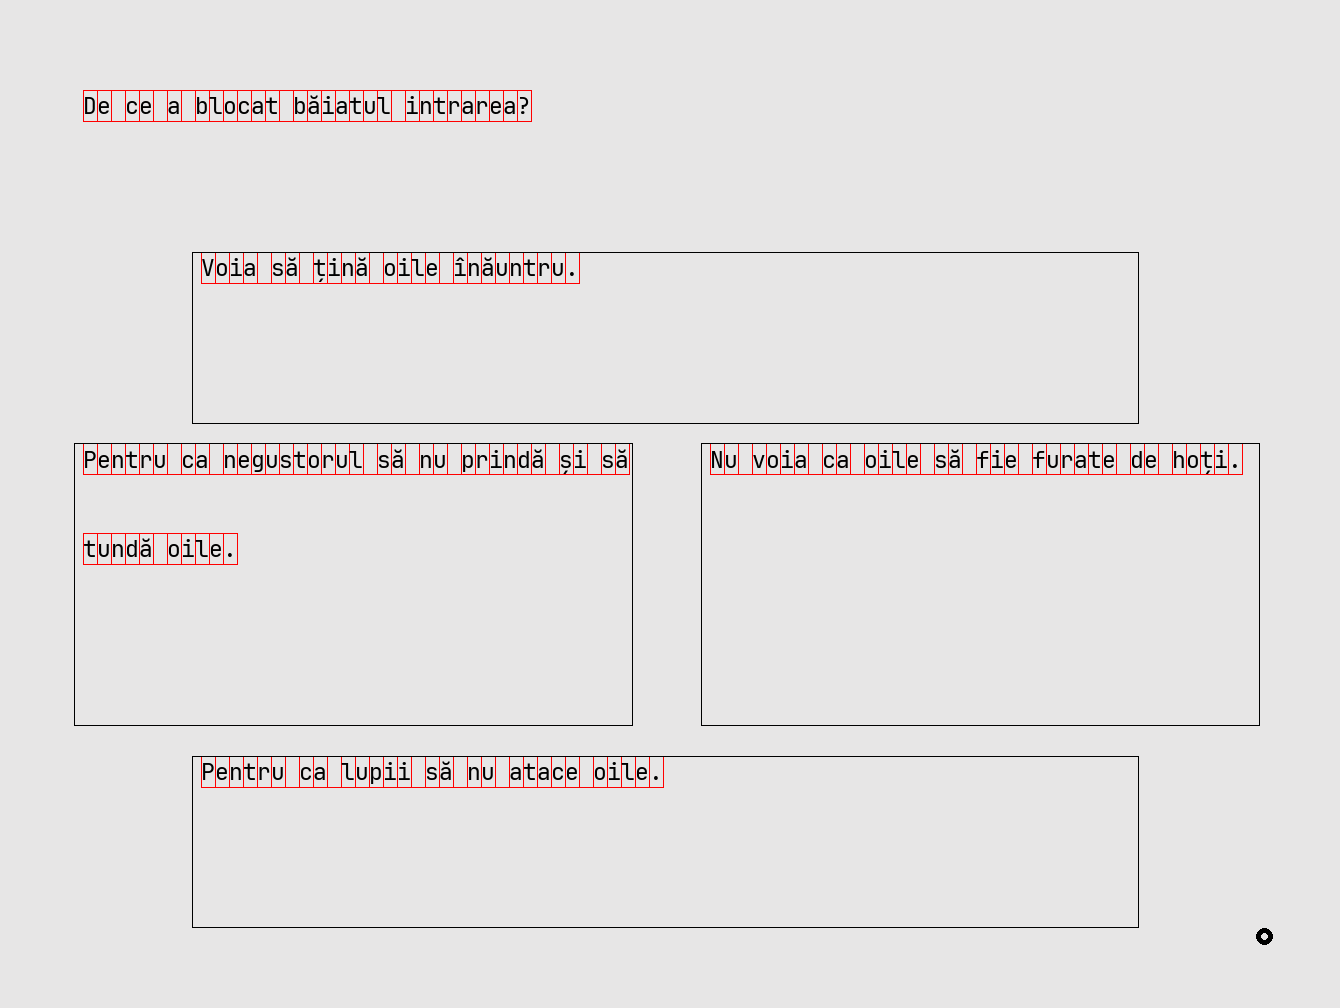 De ce a blocat băiatul intrarea?
Voia să țină oile înăuntru.
Pentru ca negustorul să nu prindă și să
tundă oile.
Nu voia ca oile să fie furate de hoți.
Pentru ca lupii să nu atace oile.